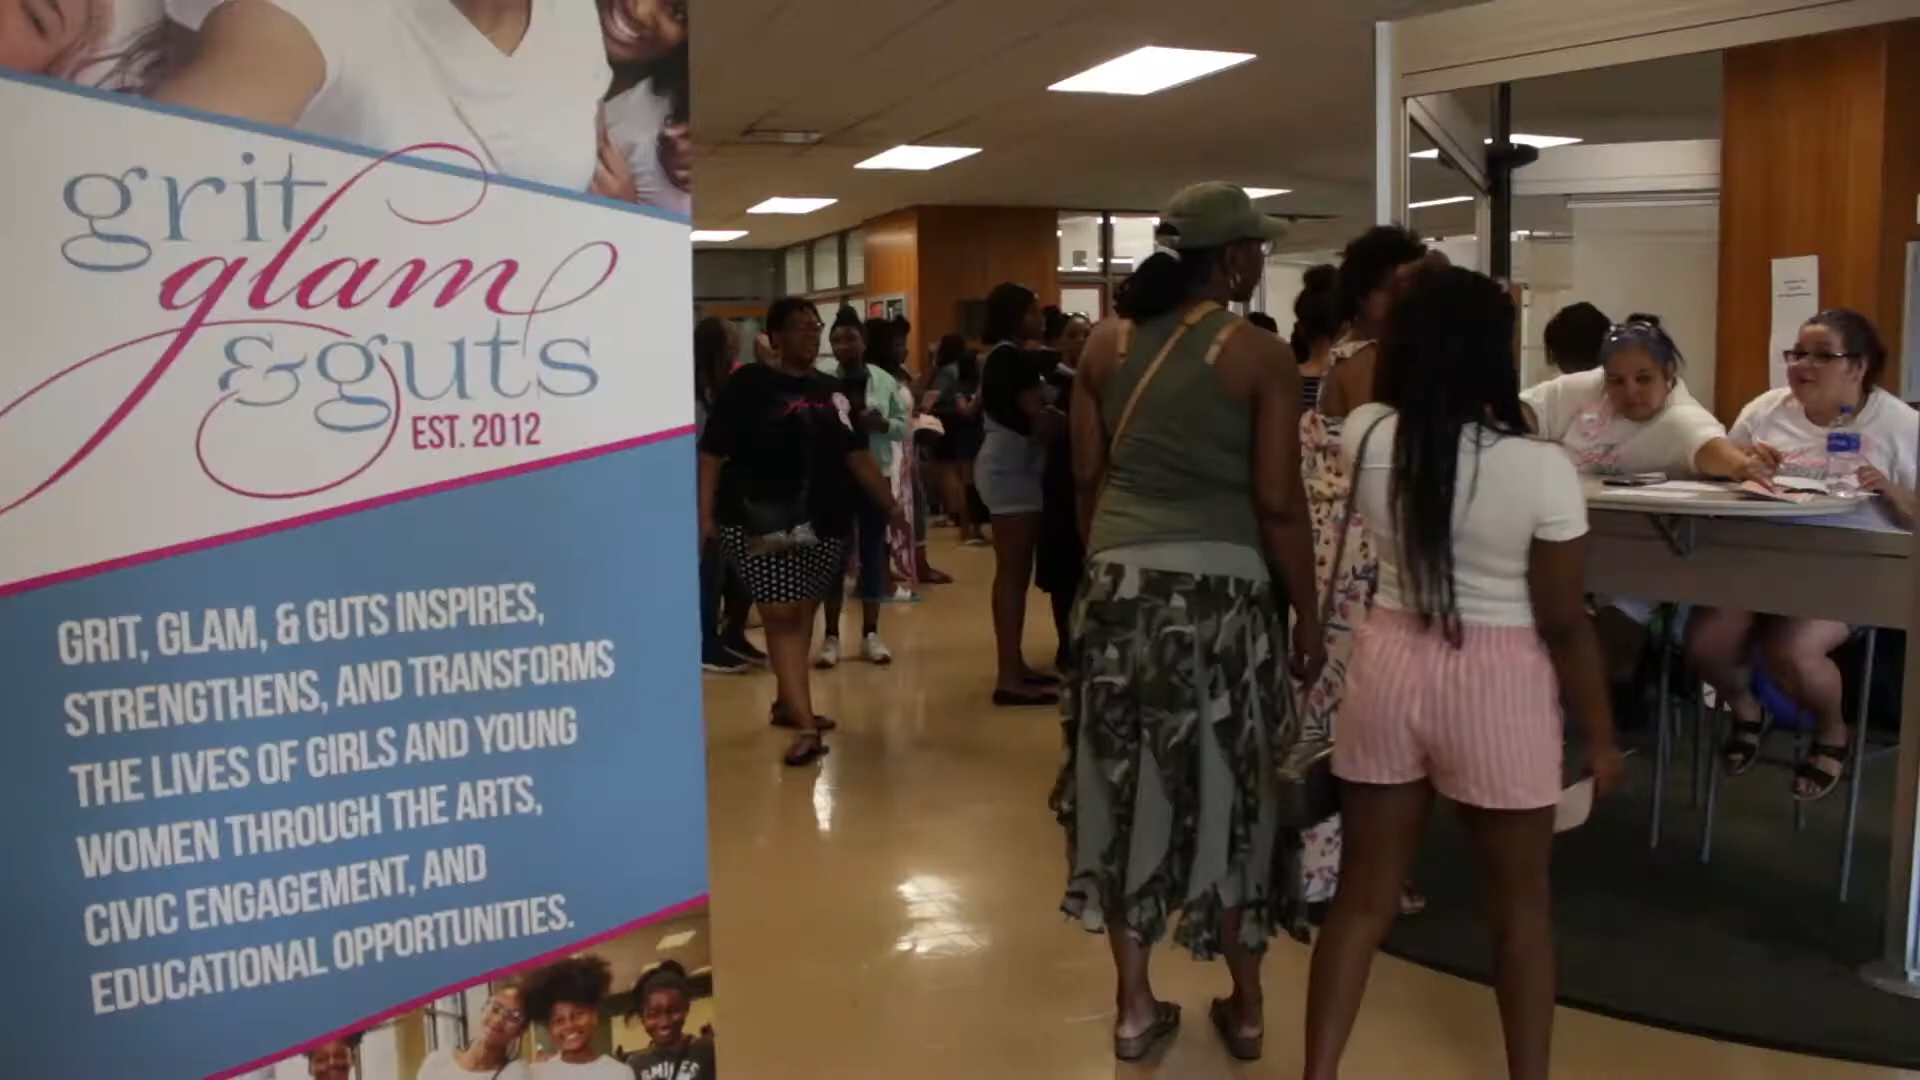 grit
glam
&guts
EST. 2012
GRIT, GLAM, & GUTS INSPIRES,
STRENGTHENS, AND TRANSFORMS
THE LIVES OF GIRLS AND YOUNG
WOMEN THROUGH THE ARTS,
CIVIC ENGAGEMENT, AND
EDUCATIONAL OPPORTUNITIES.